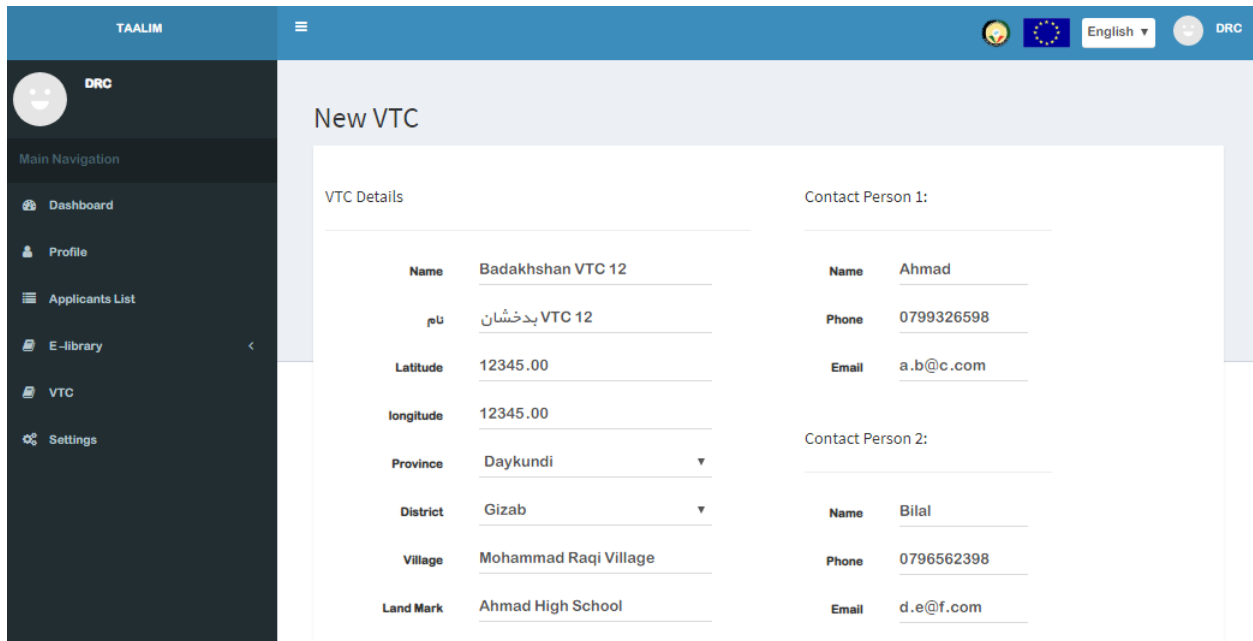 TAALIM
English ▼
DRC
DRC
Main Navigation
Dashboard
Profile
Applicants List
E-library
VTC
Settings
New VTC
VTC Details
Name Badakhshan VTC 12
نام بدخشان VTC 12
Latitude 12345.00
longitude 12345.00
Province Daykundi ▼
District Gizab ▼
Village Mohammad Raqi Village
Land Mark Ahmad High School
Contact Person 1:
Name Ahmad
Phone 0799326598
Email a.b@c.com
Contact Person 2:
Name Bilal
Phone 0796562398
Email d.e@f.com